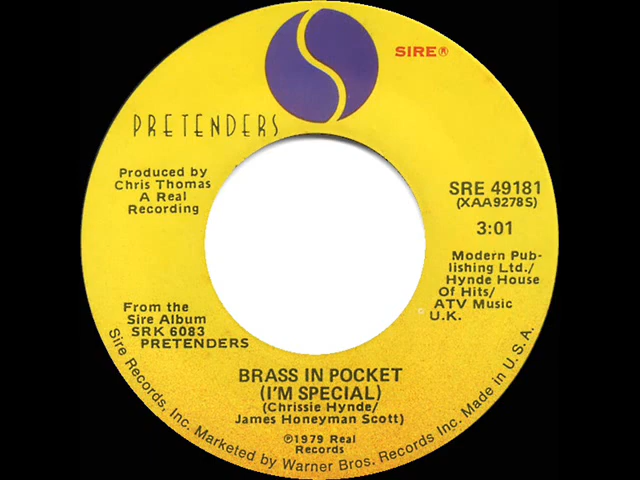 SIRE®
PRETENDERS
Produced by
Chris Thomas
A Real
Recording
SRE 49181
(XAA9278S)
3:01
Modern Pub-
lishing Ltd./
Hynde House
Of Hits/
ATV Music
U.K.
From the
Sire Album
SRK 6083
PRETENDERS
BRASS IN POCKET
(I'M SPECIAL)
(Chrissie Hynde/
James Honeyman Scott)
℗1979 Real
Records
Sire Records, Inc. Marketed by Warner Bros. Records Inc. Made in U.S.A.